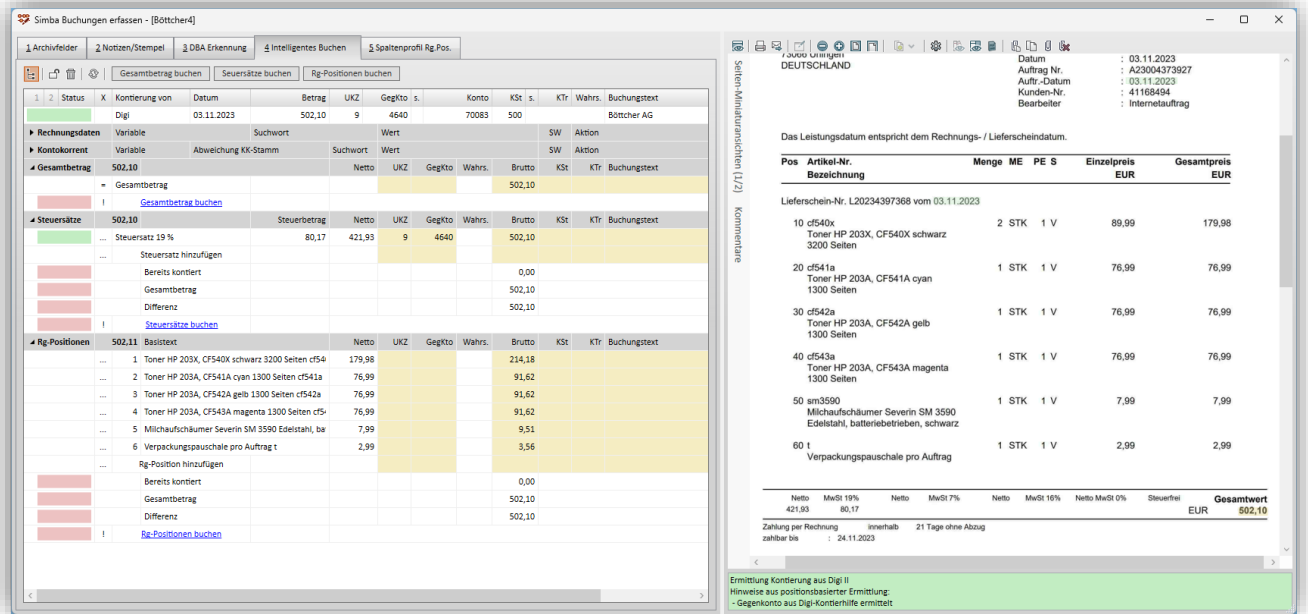 Simba Buchungen erfassen - [Böttcher4]
1 Archivfelder 2 Notizen/Stempel 3 DBA Erkennung 4 Intelligentes Buchen 5 Spaltenprofil Rg.Pos.
Gesamtbetrag buchen Seuersätze buchen Rg-Positionen buchen
1 2 Status X Kontierung von Datum Betrag UKZ GegKto s. Konto KSt s. KTr Wahrs. Buchungstext
Digi 03.11.2023 502,10 9 4640 70083 500 Böttcher AG
Rechnungsdaten Variable Suchwort Wert SW Aktion
Kontokorrent Variable Abweichung KK-Stamm Suchwort Wert SW Aktion
Gesamtbetrag 502,10 Netto UKZ GegKto Wahrs. Brutto KSt KTr Buchungstext
= Gesamtbetrag 502,10
! Gesamtbetrag buchen
Steuersätze 502,10 Steuerbetrag Netto UKZ GegKto Wahrs. Brutto KSt KTr Buchungstext
... Steuersatz 19 % 80,17 421,93 9 4640 502,10
... Steuersatz hinzufügen
Bereits kontiert 0,00
Gesamtbetrag 502,10
Differenz 502,10
! Steuersätze buchen
Rg-Positionen 502,11 Basistext Netto UKZ GegKto Wahrs. Brutto KSt KTr Buchungstext
... 1 Toner HP 203X, CF540X schwarz 3200 Seiten cf54 179,98 214,18
... 2 Toner HP 203A, CF541A cyan 1300 Seiten cf541a 76,99 91,62
... 3 Toner HP 203A, CF542A gelb 1300 Seiten cf542a 76,99 91,62
... 4 Toner HP 203A, CF543A magenta 1300 Seiten cf5 76,99 91,62
... 5 Milchaufschäumer Severin SM 3590 Edelstahl, ba 7,99 9,51
... 6 Verpackungspauschale pro Auftrag t 2,99 3,56
... Rg-Position hinzufügen
Bereits kontiert 0,00
Gesamtbetrag 502,10
Differenz 502,10
! Rg-Positionen buchen
Seiten-Miniaturansichten (1/2) Kommentare
73066 Uhingen
DEUTSCHLAND
Datum : 03.11.2023
Auftrag Nr. : A23004373927
Auftr.-Datum : 03.11.2023
Kunden-Nr. : 41168494
Bearbeiter : Internetauftrag
Das Leistungsdatum entspricht dem Rechnungs- / Lieferscheindatum.
Pos Artikel-Nr. Menge ME PE S Einzelpreis Gesamtpreis
Bezeichnung EUR EUR
Lieferschein-Nr. L20234397368 vom 03.11.2023
10 cf540x 2 STK 1 V 89,99 179,98
Toner HP 203X, CF540X schwarz
3200 Seiten
20 cf541a 1 STK 1 V 76,99 76,99
Toner HP 203A, CF541A cyan
1300 Seiten
30 cf542a 1 STK 1 V 76,99 76,99
Toner HP 203A, CF542A gelb
1300 Seiten
40 cf543a 1 STK 1 V 76,99 76,99
Toner HP 203A, CF543A magenta
1300 Seiten
50 sm3590 1 STK 1 V 7,99 7,99
Milchaufschäumer Severin SM 3590
Edelstahl, batteriebetrieben, schwarz
60 t 1 STK 1 V 2,99 2,99
Verpackungspauschale pro Auftrag
Netto MwSt 19% Netto MwSt 7% Netto MwSt 16% Netto MwSt 0% Steuerfrei Gesamtwert
421,93 80,17 EUR 502,10
Zahlung per Rechnung innerhalb 21 Tage ohne Abzug
zahlbar bis : 24.11.2023
Ermittlung Kontierung aus Digi II
Hinweise aus positionsbasierter Ermittlung:
- Gegenkonto aus Digi-Kontierhilfe ermittelt